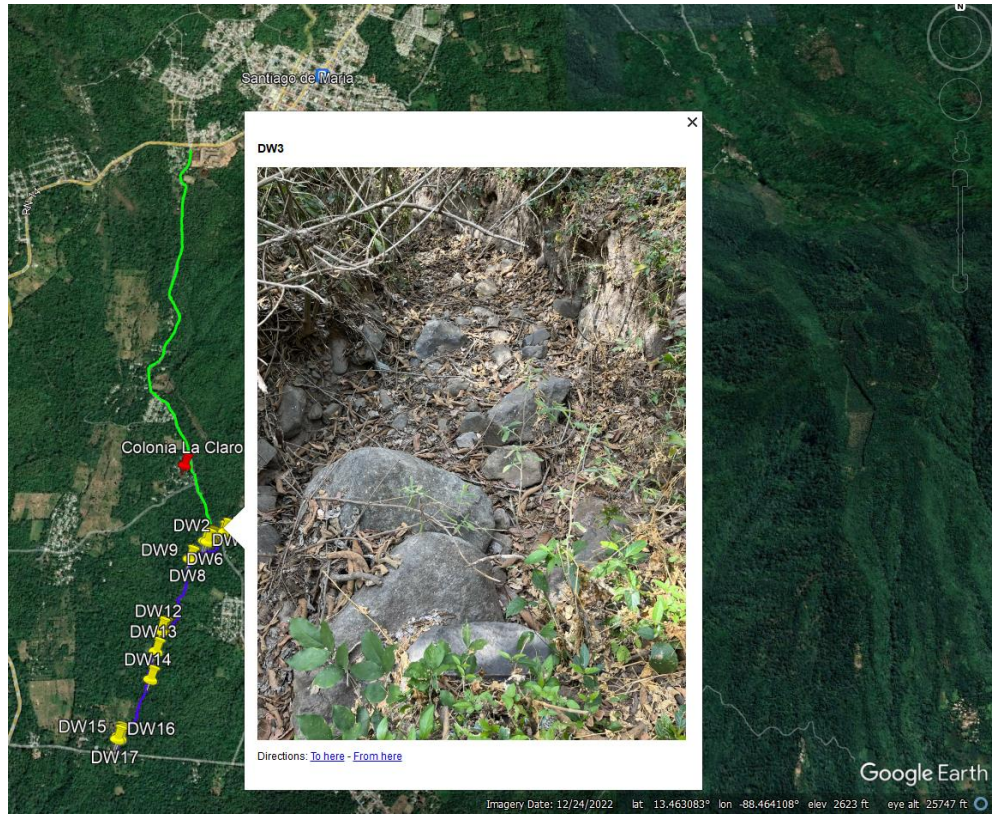 N
Santiago de María
DW3
Colonia La Claro
DW2
DW
DW9
DW6
DW8
DW12
DW13
DW14
DW15
DW16
DW17
Directions: To here - From here
Google Earth
Imagery Date: 12/24/2022 lat 13.463083° lon -88.464108° elev 2623 ft eye alt 25747 ft